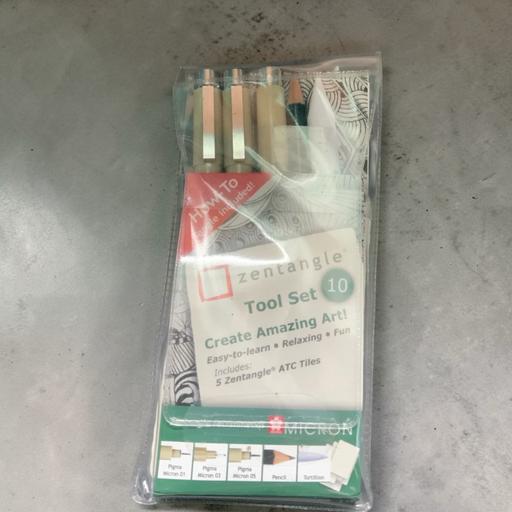 How-To
included!
zentangle®
Tool Set 10
Create Amazing Art!
Easy-to-learn • Relaxing • Fun
Includes:
5 Zentangle® ATC Tiles
MICRON
Pigma Micron 01
Pigma Micron 03
Pigma Micron 05
Pencil
Tortillion